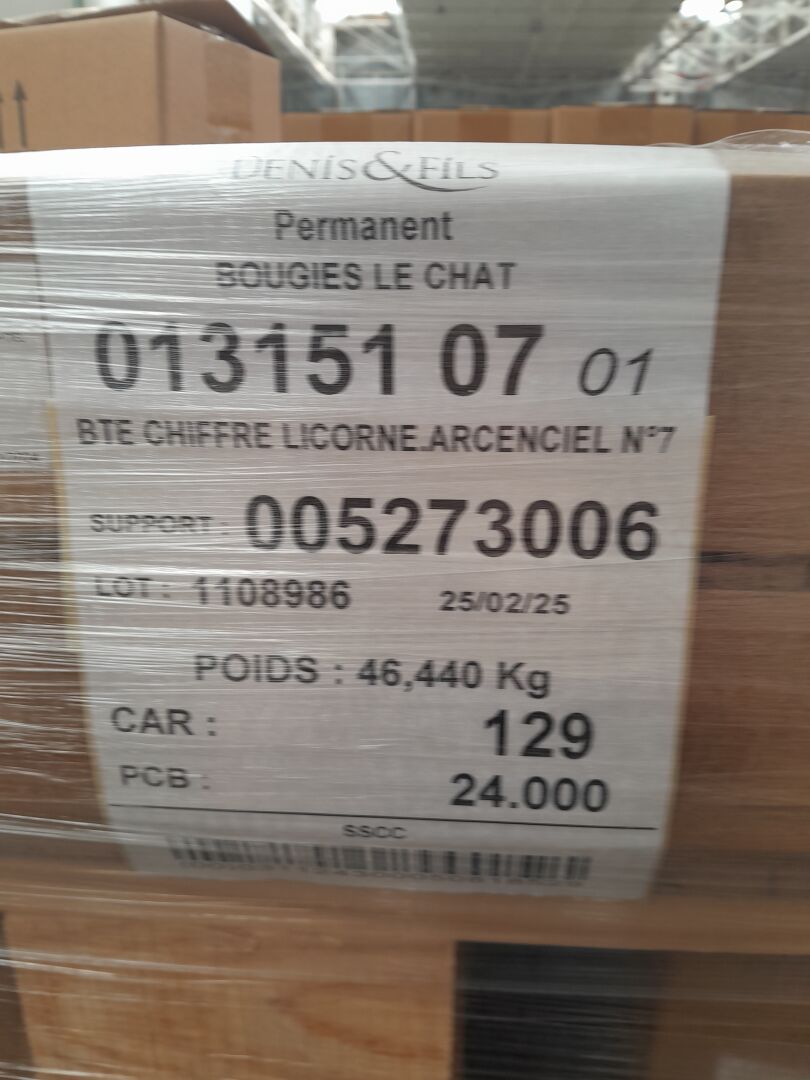 DENIS&FILS
Permanent
BOUGIES LE CHAT
013151 07 01
BTE CHIFFRE LICORNE.ARCENCIEL N°7
SUPPORT : 005273006
LOT : 1108986 25/02/25
POIDS : 46,440 Kg
CAR : 129
PCB : 24.000
SSCC